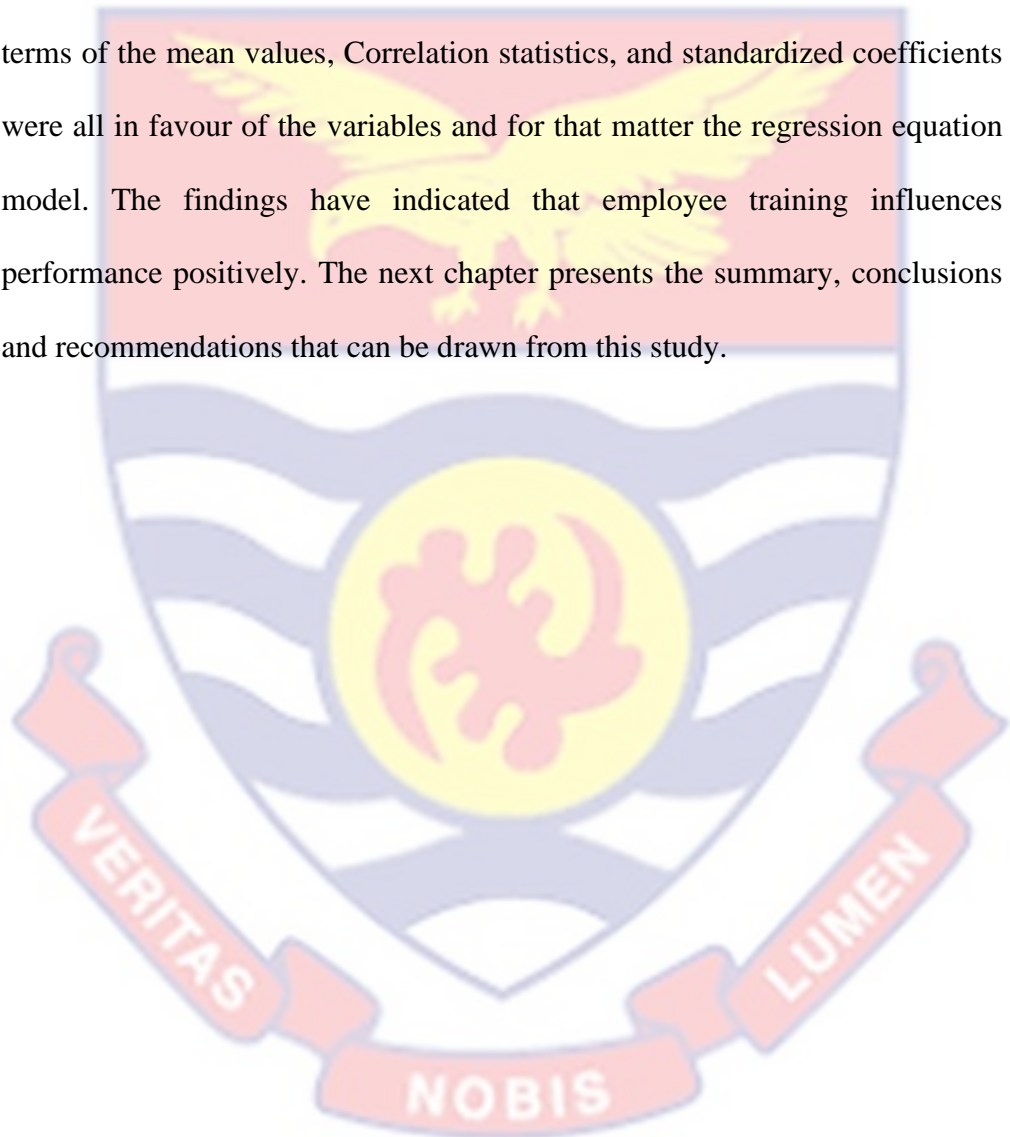 terms of the mean values, Correlation statistics, and standardized coefficients
were all in favour of the variables and for that matter the regression equation
model. The findings have indicated that employee training influences
performance positively. The next chapter presents the summary, conclusions
and recommendations that can be drawn from this study.
VERITAS
NOBIS
LUMEN